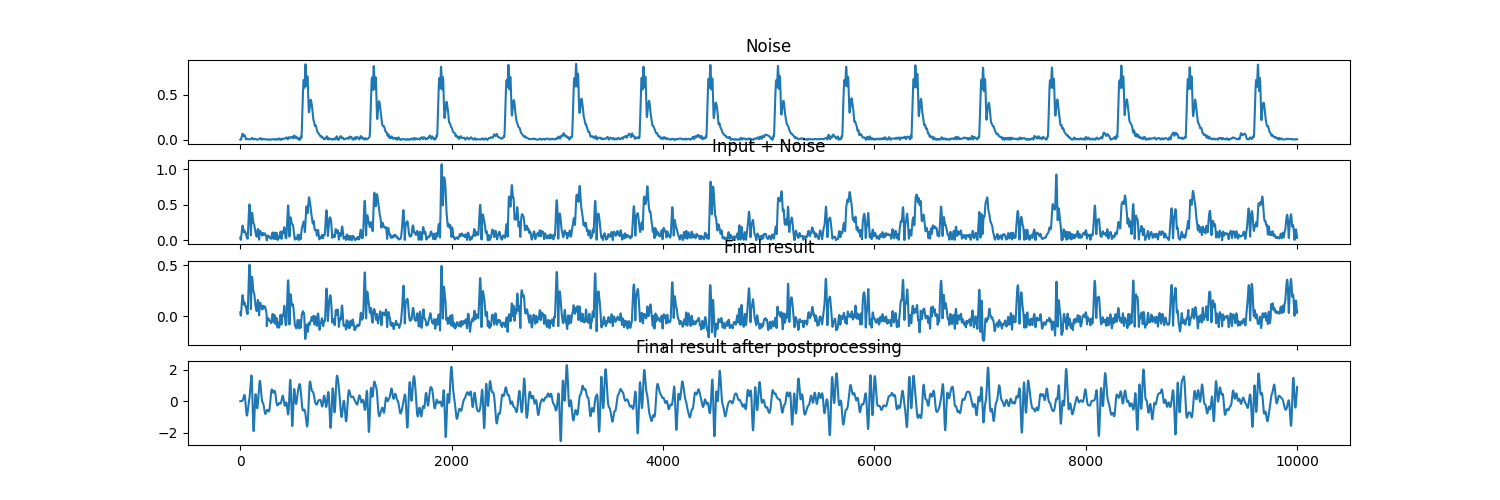 Noise
0.5
0.0
Input + Noise
1.0
0.5
0.0
Final result
0.5
0.0
Final result after postprocessing
2
0
−2
0 2000 4000 6000 8000 10000